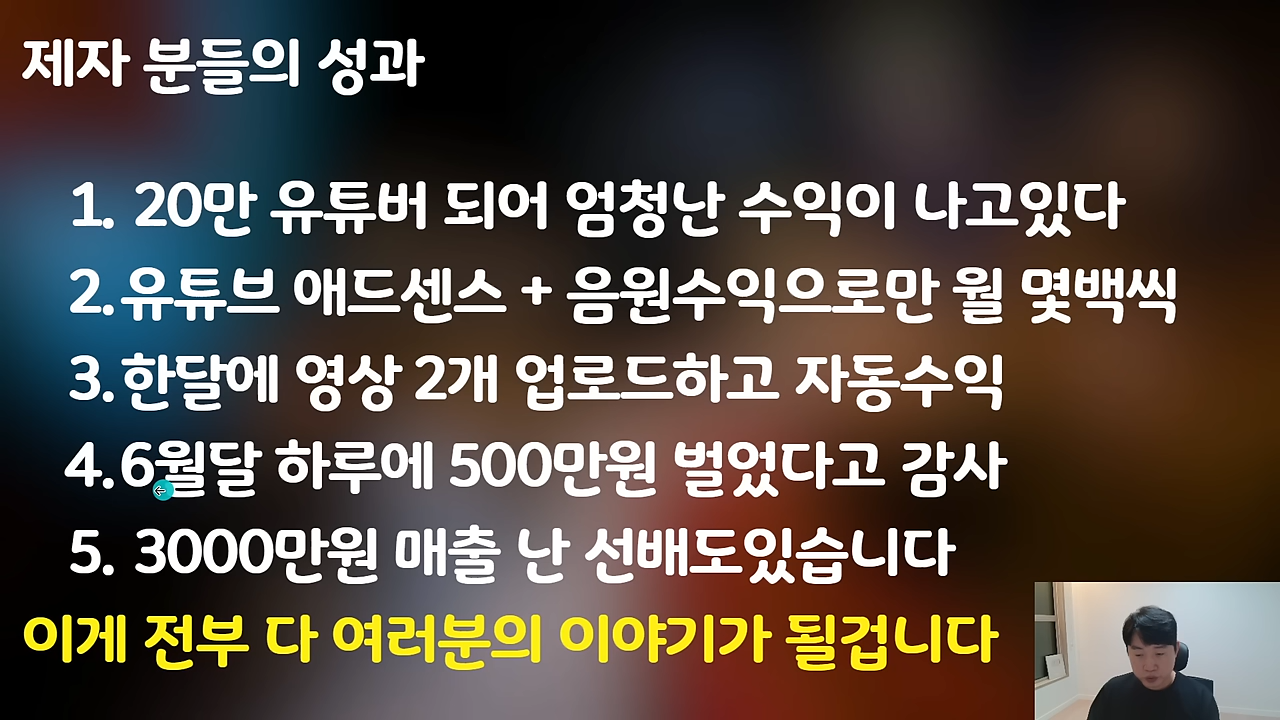 제자 분들의 성과
1. 20만 유튜버 되어 엄청난 수익이 나고있다
2. 유튜브 애드센스 + 음원수익으로만 월 몇백씩
3. 한달에 영상 2개 업로드하고 자동수익
4. 6월달 하루에 500만원 벌었다고 감사
5. 3000만원 매출 난 선배도있습니다
이게 전부 다 여러분의 이야기가 될겁니다